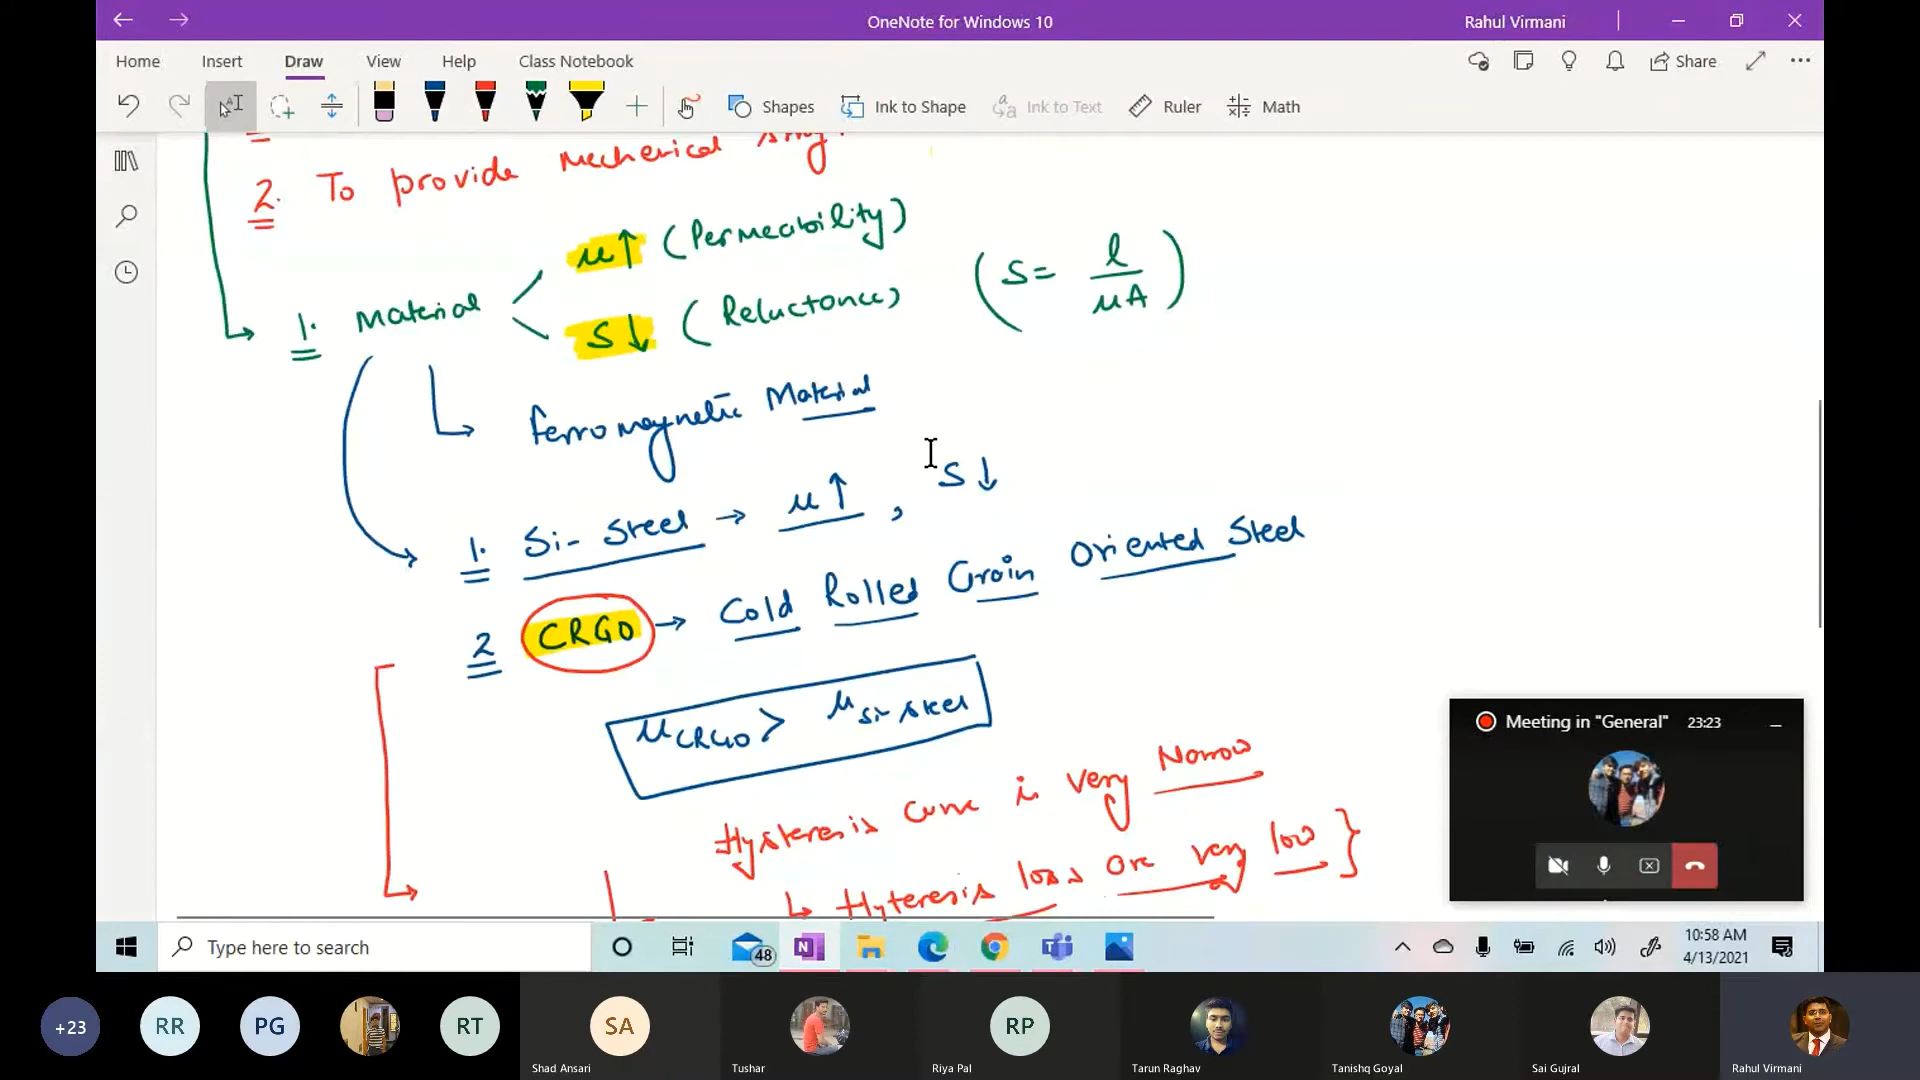 OneNote for Windows 10
Rahul Virmani
Home Insert Draw View Help Class Notebook
Share
Shapes Ink to Shape Ink to Text Ruler Math
2. To provide Mechenical
μ↑ (Permeability)
1. Material
S↓ (Reluctance)
(S = l / μA)
ferromagnetic Material
1. Si- Steel → μ↑ , S↓
2 CRGO → Cold Rolled Grain Oriented Steel
μCRGO > μSi-steel
Hysteresis curve is very Narrow
↳ Hyteresis loss are very low }
Meeting in "General" 23:23
Type here to search
48
10:58 AM
4/13/2021
+23
RR
PG
RT
SA
RP
Shad Ansari
Tushar
Riya Pal
Tarun Raghav
Tanishq Goyal
Sai Gujral
Rahul Virmani